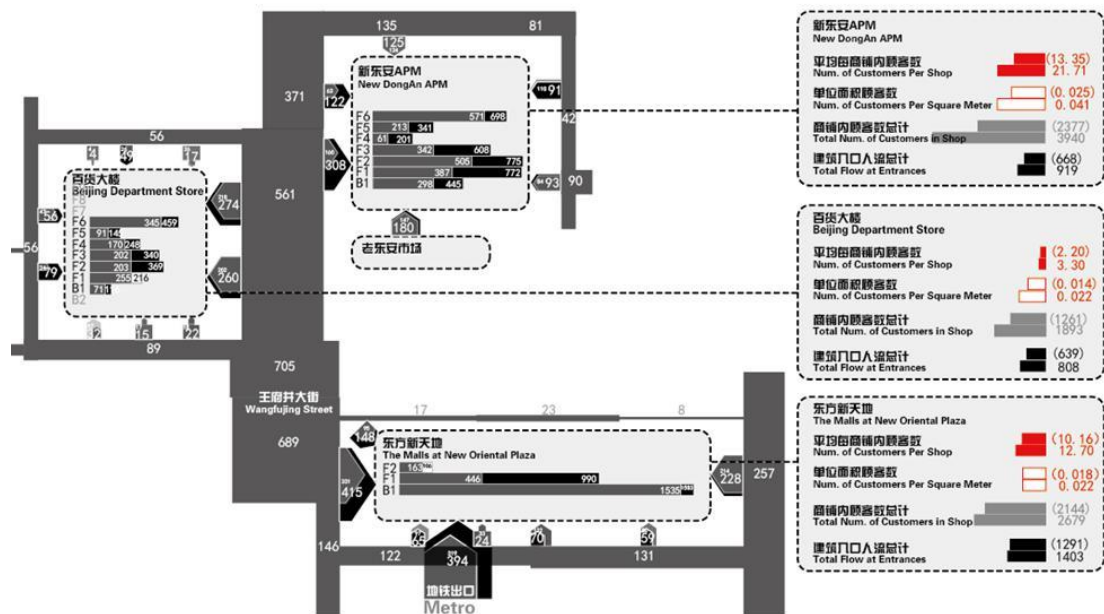 135
81
125
新东安APM
New DongAn APM
371
122
91
42
F6 571 698
F5 213 341
F4 61 201
F3 342 608
F2 505 775
F1 387 772
B1 298 445
308
93
90
180
老东安市场
56
4
49
17
561
百货大楼
Beijing Department Store
F8
F7
F6 345 459
F5 91 145
F4 170 248
F3 202 340
F2 203 369
F1 255 216
B1 71
B2
56
274
56
79
260
15
22
89
705
王府井大街
Wangfujing Street
689
17
23
8
148
东方新天地
The Malls at New Oriental Plaza
F2 163
F1 446 990
B1 1535
415
228
257
146
122
24
70
59
131
394
地铁出口
Metro
新东安APM
New DongAn APM
平均每商铺内顾客数
Num. of Customers Per Shop
(13.35)
21.71
单位面积顾客数
Num. of Customers Per Square Meter
(0.025)
0.041
商铺内顾客数总计
Total Num. of Customers in Shop
(2377)
3940
建筑入口人流总计
Total Flow at Entrances
(668)
919
百货大楼
Beijing Department Store
平均每商铺内顾客数
Num. of Customers Per Shop
(2.20)
3.30
单位面积顾客数
Num. of Customers Per Square Meter
(0.014)
0.022
商铺内顾客数总计
Total Num. of Customers in Shop
(1261)
1893
建筑入口人流总计
Total Flow at Entrances
(639)
808
东方新天地
The Malls at New Oriental Plaza
平均每商铺内顾客数
Num. of Customers Per Shop
(10.16)
12.70
单位面积顾客数
Num. of Customers Per Square Meter
(0.018)
0.022
商铺内顾客数总计
Total Num. of Customers in Shop
(2144)
2679
建筑入口人流总计
Total Flow at Entrances
(1291)
1403